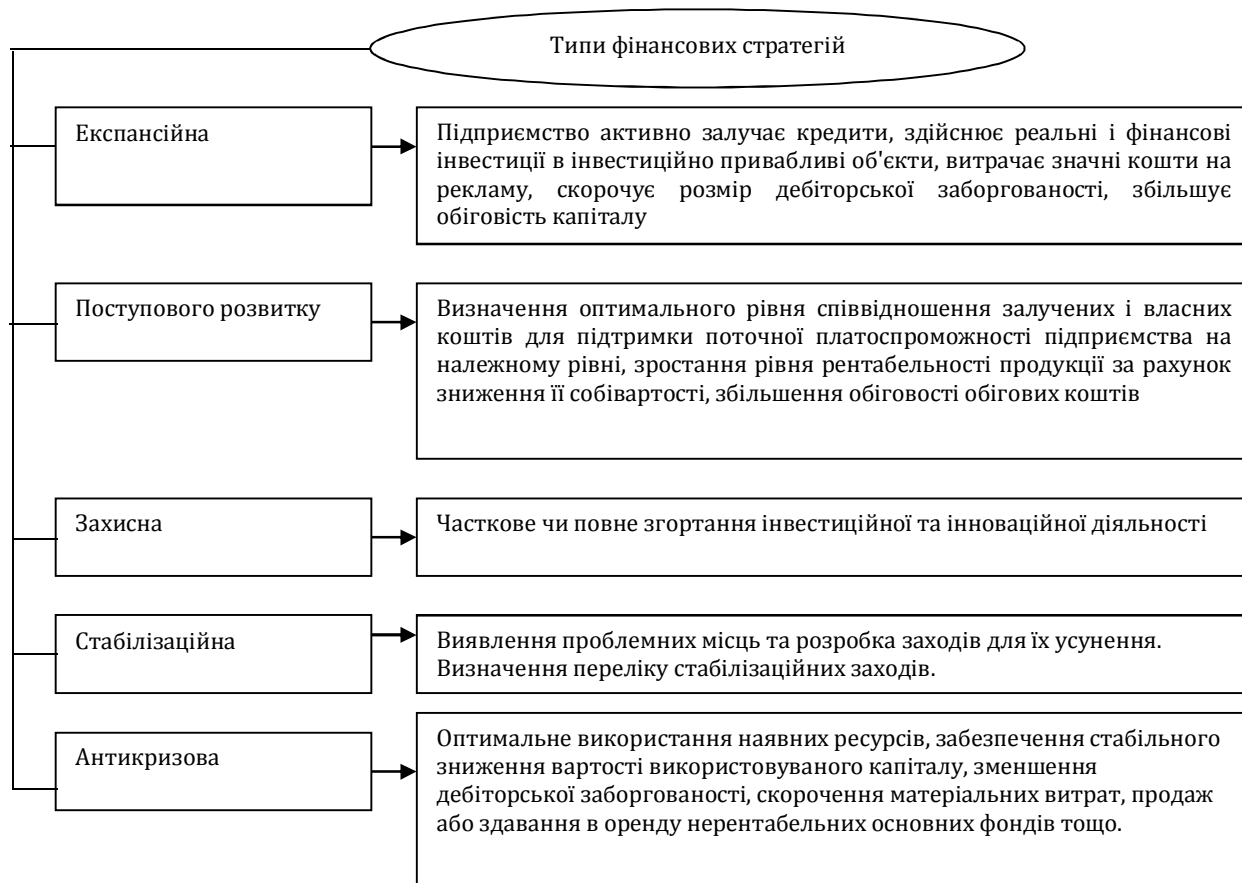 Типи фінансових стратегій
Експансійна
Підприємство активно залучає кредити, здійснює реальні і фінансові
інвестиції в інвестиційно привабливі об'єкти, витрачає значні кошти на
рекламу, скорочує розмір дебіторської заборгованості, збільшує
обіговість капіталу
Поступового розвитку
Визначення оптимального рівня співвідношення залучених і власних
коштів для підтримки поточної платоспроможності підприємства на
належному рівні, зростання рівня рентабельності продукції за рахунок
зниження її собівартості, збільшення обіговості обігових коштів
Захисна
Часткове чи повне згортання інвестиційної та інноваційної діяльності
Стабілізаційна
Виявлення проблемних місць та розробка заходів для їх усунення.
Визначення переліку стабілізаційних заходів.
Антикризова
Оптимальне використання наявних ресурсів, забезпечення стабільного
зниження вартості використовуваного капіталу, зменшення
дебіторської заборгованості, скорочення матеріальних витрат, продаж
або здавання в оренду нерентабельних основних фондів тощо.